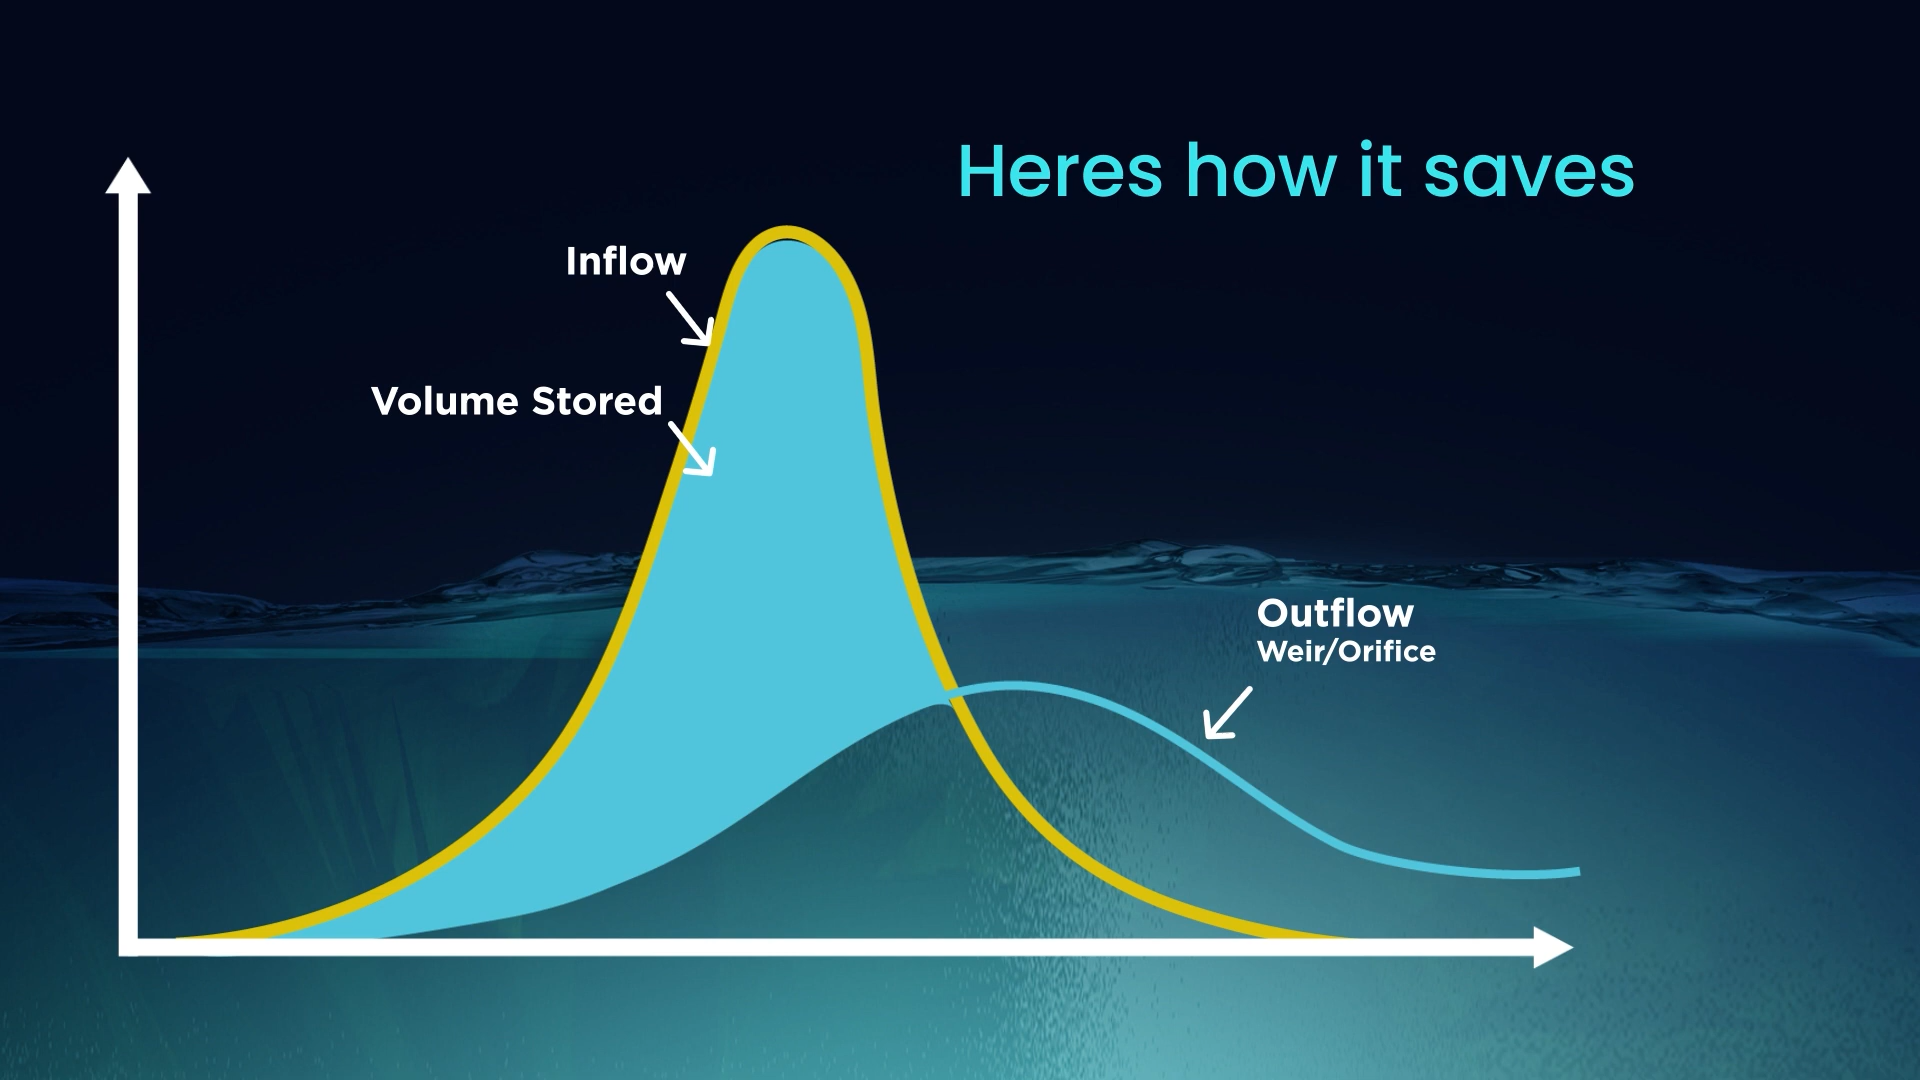 Heres how it saves
Inflow
Volume Stored
Outflow
Weir/Orifice